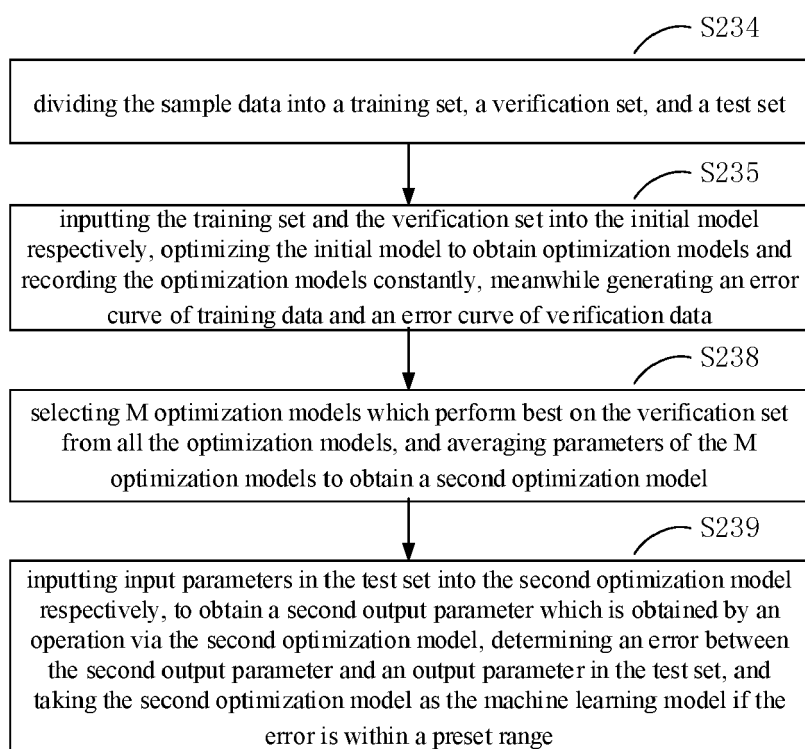 S234
dividing the sample data into a training set, a verification set, and a test set
S235
inputting the training set and the verification set into the initial model
respectively, optimizing the initial model to obtain optimization models and
recording the optimization models constantly, meanwhile generating an error
curve of training data and an error curve of verification data
S238
selecting M optimization models which perform best on the verification set
from all the optimization models, and averaging parameters of the M
optimization models to obtain a second optimization model
S239
inputting input parameters in the test set into the second optimization model
respectively, to obtain a second output parameter which is obtained by an
operation via the second optimization model, determining an error between
the second output parameter and an output parameter in the test set, and
taking the second optimization model as the machine learning model if the
error is within a preset range